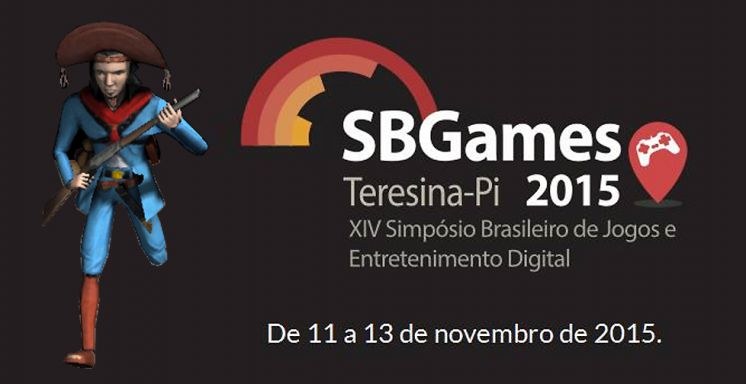 SBGames
Teresina-Pi 2015
XIV Simpósio Brasileiro de Jogos e
Entretenimento Digital
De 11 a 13 de novembro de 2015.